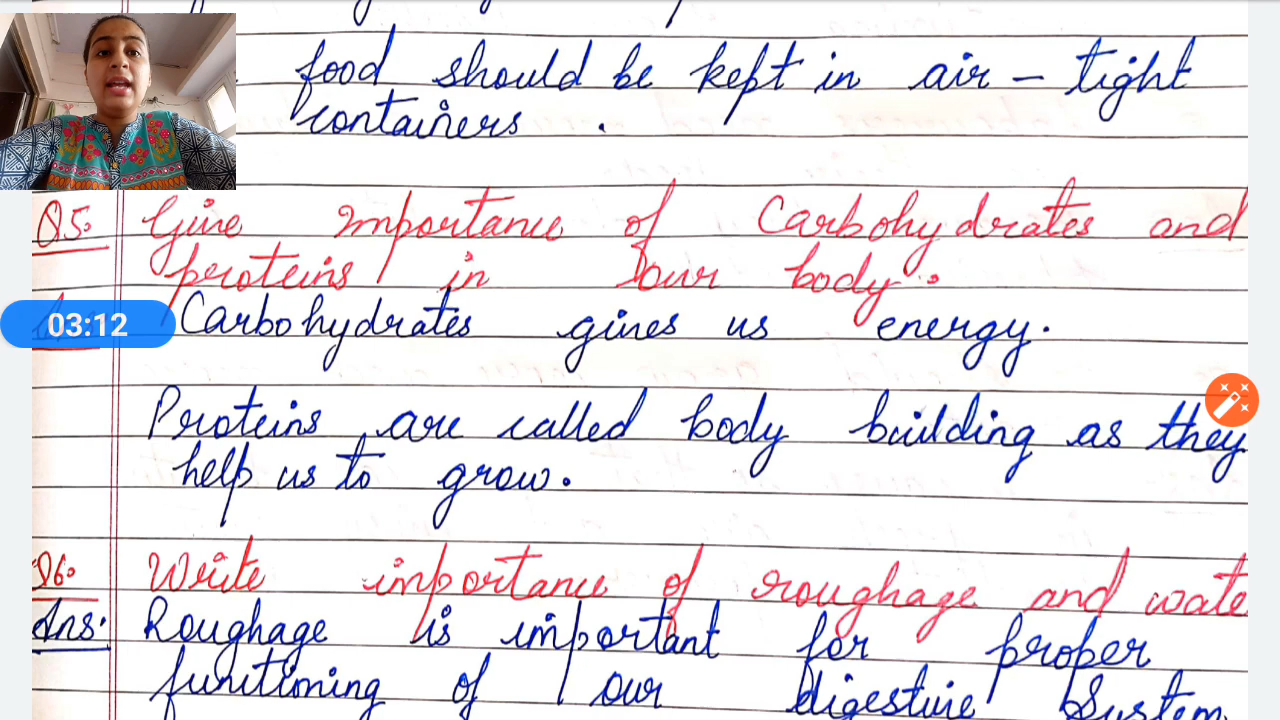 food should be kept in air - tight
containers .
Q5. Give importance of Carbohydrates and
proteins in our body.
03:12
Carbohydrates gives us energy.
Proteins are called body building as they
help us to grow.
Q6. Write importance of roughage and wate
Ans. Roughage is important for proper
functioning of our digestive System.